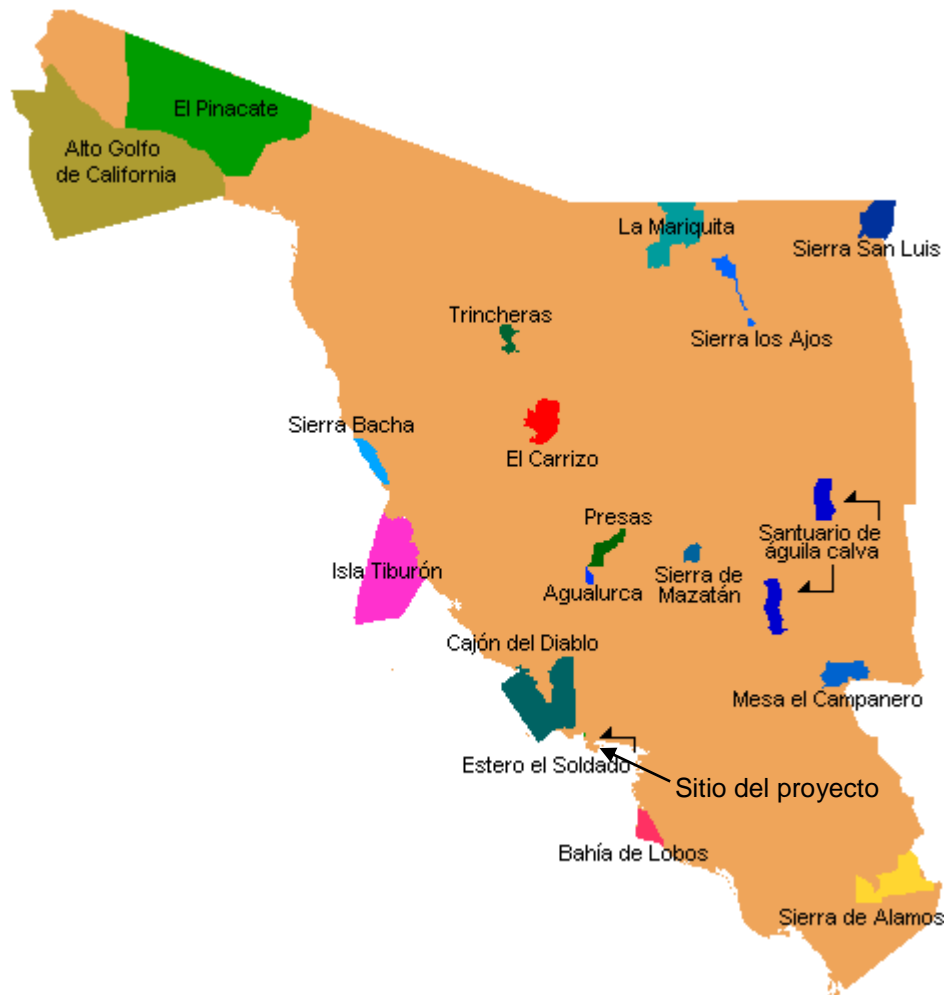 El Pinacate
Alto Golfo
de California
La Mariquita
Sierra San Luis
Trincheras
Sierra los Ajos
Sierra Bacha
El Carrizo
Presas
Santuario de
águila calva
Isla Tiburón
Agualurca
Sierra de
Mazatán
Cajón del Diablo
Mesa el Campanero
Estero el Soldado
Sitio del proyecto
Bahía de Lobos
Sierra de Alamos